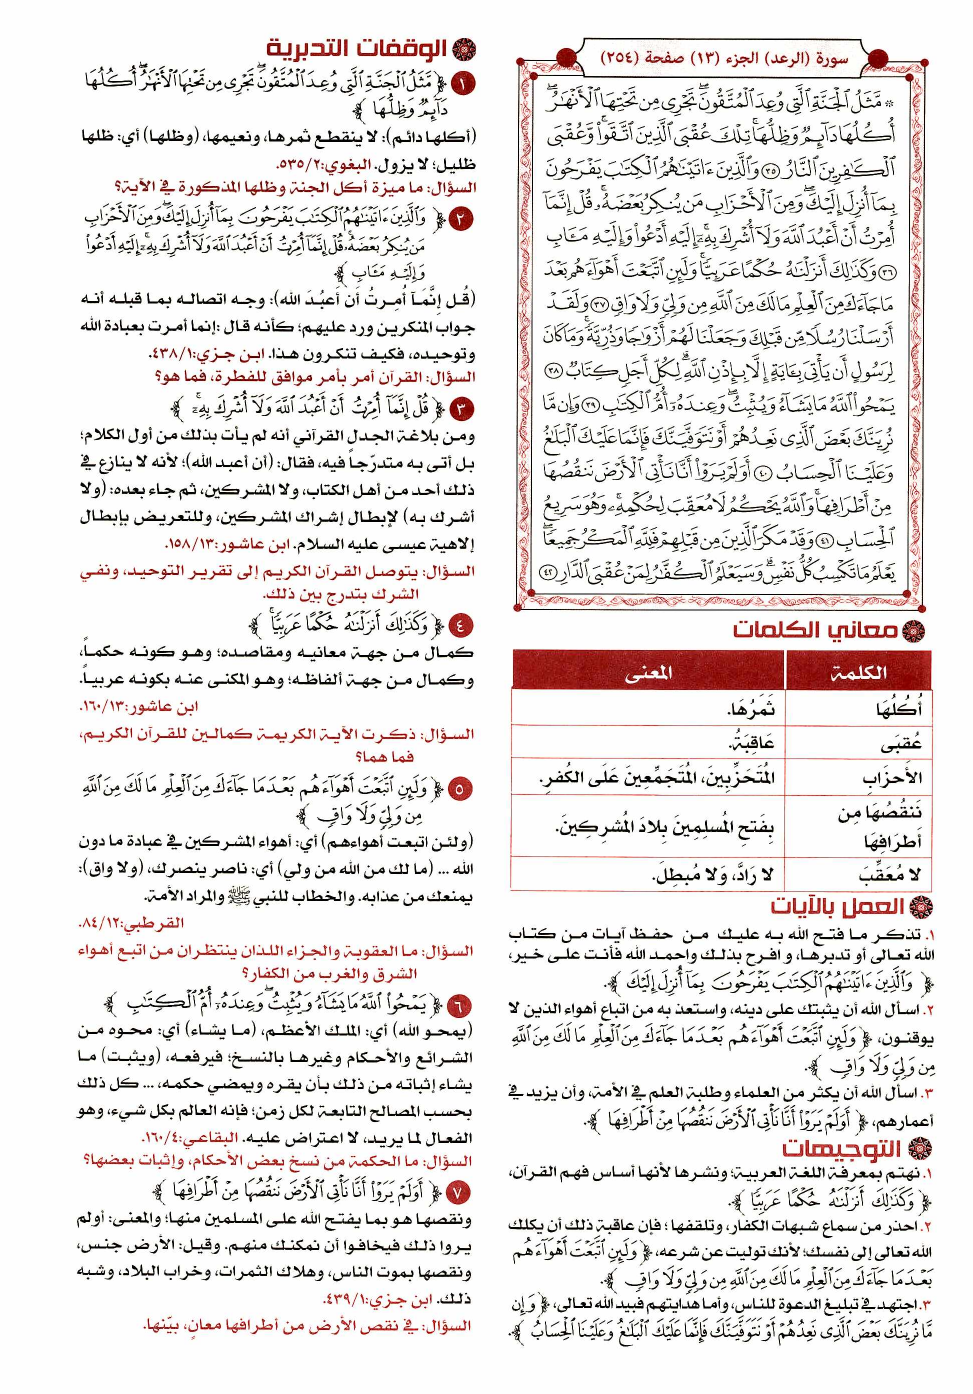 سورة (الرعد) الجزء (١٣) صفحة (٢٥٤)
۞ مَّثَلُ ٱلْجَنَّةِ ٱلَّتِى وُعِدَ ٱلْمُتَّقُونَ ۖ تَجْرِى مِن تَحْتِهَا ٱلْأَنْهَٰرُ ۖ
أُكُلُهَا دَآئِمٌ وَظِلُّهَا ۚ تِلْكَ عُقْبَى ٱلَّذِينَ ٱتَّقَوا۟ ۖ وَّعُقْبَى
ٱلْكَٰفِرِينَ ٱلنَّارُ ٣٥ وَٱلَّذِينَ ءَاتَيْنَٰهُمُ ٱلْكِتَٰبَ يَفْرَحُونَ
بِمَآ أُنزِلَ إِلَيْكَ ۖ وَمِنَ ٱلْأَحْزَابِ مَن يُنكِرُ بَعْضَهُۥ ۚ قُلْ إِنَّمَآ
أُمِرْتُ أَنْ أَعْبُدَ ٱللَّهَ وَلَآ أُشْرِكَ بِهِۦٓ ۚ إِلَيْهِ أَدْعُوا۟ وَإِلَيْهِ مَـَٔابِ
٣٦ وَكَذَٰلِكَ أَنزَلْنَٰهُ حُكْمًا عَرَبِيًّا ۚ وَلَئِنِ ٱتَّبَعْتَ أَهْوَآءَهُم بَعْدَ
مَا جَآءَكَ مِنَ ٱلْعِلْمِ مَا لَكَ مِنَ ٱللَّهِ مِن وَلِىٍّ وَلَا وَاقٍ ٣٧ وَلَقَدْ
أَرْسَلْنَا رُسُلًا مِّن قَبْلِكَ وَجَعَلْنَا لَهُمْ أَزْوَٰجًا وَذُرِّيَّةً ۚ وَمَا كَانَ
لِرَسُولٍ أَن يَأْتِىَ بِـَٔايَةٍ إِلَّا بِإِذْنِ ٱللَّهِ ۗ لِكُلِّ أَجَلٍ كِتَابٌ ٣٨
يَمْحُوا۟ ٱللَّهُ مَا يَشَآءُ وَيُثْبِتُ ۖ وَعِندَهُۥٓ أُمُّ ٱلْكِتَٰبِ ٣٩ وَإِن مَّا
نُرِيَنَّكَ بَعْضَ ٱلَّذِى نَعِدُهُمْ أَوْ نَتَوَفَّيَنَّكَ فَإِنَّمَا عَلَيْكَ ٱلْبَلَٰغُ
وَعَلَيْنَا ٱلْحِسَابُ ٤٠ أَوَلَمْ يَرَوْا۟ أَنَّا نَأْتِى ٱلْأَرْضَ نَنقُصُهَا
مِنْ أَطْرَافِهَا ۚ وَٱللَّهُ يَحْكُمُ لَا مُعَقِّبَ لِحُكْمِهِۦ ۚ وَهُوَ سَرِيعُ
ٱلْحِسَابِ ٤١ وَقَدْ مَكَرَ ٱلَّذِينَ مِن قَبْلِهِمْ فَلِلَّهِ ٱلْمَكْرُ جَمِيعًا ۖ
يَعْلَمُ مَا تَكْسِبُ كُلُّ نَفْسٍ ۗ وَسَيَعْلَمُ ٱلْكُفَّٰرُ لِمَنْ عُقْبَى ٱلدَّارِ ٤٢
معاني الكلمات
الكلمة المعنى
أُكُلُهَا ثَمَرُهَا.
عُقبَى عَاقِبَةُ.
الأَحزَابِ المُتَحَزِّبِينَ، المُتَجَمِّعِينَ عَلَى الكُفرِ.
نَنقُصُهَا مِن أَطرَافِهَا بِفَتحِ المُسلِمِينَ بِلَادَ المُشرِكِينَ.
لا مُعَقِّبَ لا رَادَّ، وَلَا مُبطِلَ.
العمل بالآيات
١. تذكر ما فتح الله به عليك من حفظ آيات من كتاب
الله تعالى أو تدبرها، و افرح بذلك واحمد الله فأنت على خير،
﴿ وَٱلَّذِينَ ءَاتَيْنَٰهُمُ ٱلْكِتَٰبَ يَفْرَحُونَ بِمَآ أُنزِلَ إِلَيْكَ ﴾.
٢. اسأل الله أن يثبتك على دينه، واستعذ به من اتباع أهواء الذين لا
يوقنون، ﴿ وَلَئِنِ ٱتَّبَعْتَ أَهْوَآءَهُم بَعْدَمَا جَآءَكَ مِنَ ٱلْعِلْمِ مَا لَكَ مِنَ ٱللَّهِ
مِن وَلِىٍّ وَلَا وَاقٍ ﴾.
٣. اسأل الله أن يكثر من العلماء وطلبة العلم في الأمة، وأن يزيد في
أعمارهم، ﴿ أَوَلَمْ يَرَوْا۟ أَنَّا نَأْتِى ٱلْأَرْضَ نَنقُصُهَا مِنْ أَطْرَافِهَا ﴾.
التوجيهات
١. نهتم بمعرفة اللغة العربية؛ ونشرها لأنها أساس فهم القرآن،
﴿ وَكَذَٰلِكَ أَنزَلْنَٰهُ حُكْمًا عَرَبِيًّا ﴾.
٢. احذر من سماع شبهات الكفار، وتلقفها ؛ فإن عاقبة ذلك أن يكلك
الله تعالى إلى نفسك؛ لأنك توليت عن شرعه، ﴿ وَلَئِنِ ٱتَّبَعْتَ أَهْوَآءَهُم
بَعْدَمَا جَآءَكَ مِنَ ٱلْعِلْمِ مَا لَكَ مِنَ ٱللَّهِ مِن وَلِىٍّ وَلَا وَاقٍ ﴾.
٣. اجتهد في تبليغ الدعوة للناس، وأما هدايتهم فبيد الله تعالى، ﴿ وَإِن
مَّا نُرِيَنَّكَ بَعْضَ ٱلَّذِى نَعِدُهُمْ أَوْ نَتَوَفَّيَنَّكَ فَإِنَّمَا عَلَيْكَ ٱلْبَلَٰغُ وَعَلَيْنَا ٱلْحِسَابُ ﴾.
الوقفات التدبرية
١ ﴿ مَّثَلُ ٱلْجَنَّةِ ٱلَّتِى وُعِدَ ٱلْمُتَّقُونَ ۖ تَجْرِى مِن تَحْتِهَا ٱلْأَنْهَٰرُ ۖ أُكُلُهَا
دَآئِمٌ وَظِلُّهَا ﴾
(أكلها دائم): لا ينقطع ثمرها، ونعيمها، (وظلها) أي: ظلها
ظليل؛ لا يزول. البغوي:٥٣٥/٢.
السؤال: ما ميزة أكل الجنة وظلها المذكورة في الآية؟
٢ ﴿ وَٱلَّذِينَ ءَاتَيْنَٰهُمُ ٱلْكِتَٰبَ يَفْرَحُونَ بِمَآ أُنزِلَ إِلَيْكَ ۖ وَمِنَ ٱلْأَحْزَابِ
مَن يُنكِرُ بَعْضَهُۥ ۚ قُلْ إِنَّمَآ أُمِرْتُ أَنْ أَعْبُدَ ٱللَّهَ وَلَآ أُشْرِكَ بِهِۦٓ ۚ إِلَيْهِ أَدْعُوا۟
وَإِلَيْهِ مَـَٔابِ ﴾
(قُل إِنَّمَا أُمِرتُ أَن أَعبُدَ الله): وجه اتصاله بما قبله أنه
جواب المنكرين ورد عليهم؛ كأنه قال :إنما أمرت بعبادة الله
وتوحيده، فكيف تنكرون هذا. ابن جزي:٤٣٨/١.
السؤال: القرآن أمر بأمر موافق للفطرة، فما هو؟
٣ ﴿ قُلْ إِنَّمَآ أُمِرْتُ أَنْ أَعْبُدَ ٱللَّهَ وَلَآ أُشْرِكَ بِهِۦٓ ۚ ﴾
ومن بلاغة الجدل القرآني أنه لم يأت بذلك من أول الكلام؛
بل أتى به متدرّجاً فيه، فقال: (أن أعبد الله)؛ لأنه لا ينازع في
ذلك أحد من أهل الكتاب، ولا المشركين، ثم جاء بعده: (ولا
أشرك به) لإبطال إشراك المشركين، وللتعريض بإبطال
إلاهية عيسى عليه السلام. ابن عاشور:١٥٨/١٣.
السؤال: يتوصل القرآن الكريم إلى تقرير التوحيد، ونفي
الشرك بتدرج بين ذلك.
٤ ﴿ وَكَذَٰلِكَ أَنزَلْنَٰهُ حُكْمًا عَرَبِيًّا ۚ ﴾
كمال من جهة معانيه ومقاصده؛ وهو كونه حكماً،
وكمال من جهة ألفاظه؛ وهو المكنى عنه بكونه عربياً.
ابن عاشور:١٦٠/١٣.
السؤال: ذكرت الآية الكريمة كمالين للقرآن الكريم،
فما هما؟
٥ ﴿ وَلَئِنِ ٱتَّبَعْتَ أَهْوَآءَهُم بَعْدَمَا جَآءَكَ مِنَ ٱلْعِلْمِ مَا لَكَ مِنَ ٱللَّهِ
مِن وَلِىٍّ وَلَا وَاقٍ ﴾
(ولئن اتبعت أهواءهم) أي: أهواء المشركين في عبادة ما دون
الله ... (ما لك من الله من ولي) أي: ناصر ينصرك، (ولا واق):
يمنعك من عذابه. والخطاب للنبي ﷺ والمراد الأمة.
القرطبي:٨٤/١٢.
السؤال: ما العقوبة والجزاء اللذان ينتظران من اتبع أهواء
الشرق والغرب من الكفار؟
٦ ﴿ يَمْحُوا۟ ٱللَّهُ مَا يَشَآءُ وَيُثْبِتُ ۖ وَعِندَهُۥٓ أُمُّ ٱلْكِتَٰبِ ﴾
(يمحو الله) أي: الملك الأعظم، (ما يشاء) أي: محوه من
الشرائع والأحكام وغيرها بالنسخ؛ فيرفعه، (ويثبت) ما
يشاء إثباته من ذلك بأن يقره ويمضي حكمه، ... كل ذلك
بحسب المصالح التابعة لكل زمن؛ فإنه العالم بكل شيء، وهو
الفعال لما يريد، لا اعتراض عليه. البقاعي:١٦٠/٤.
السؤال: ما الحكمة من نسخ بعض الأحكام، وإثبات بعضها؟
٧ ﴿ أَوَلَمْ يَرَوْا۟ أَنَّا نَأْتِى ٱلْأَرْضَ نَنقُصُهَا مِنْ أَطْرَافِهَا ﴾
ونقصها هو بما يفتح الله على المسلمين منها؛ والمعنى: أولم
يروا ذلك فيخافوا أن نمكنك منهم. وقيل: الأرض جنس،
ونقصها بموت الناس، وهلاك الثمرات، وخراب البلاد، وشبه
ذلك. ابن جزي:٤٣٩/١.
السؤال: في نقص الأرض من أطرافها معانٍ، بيّنها.